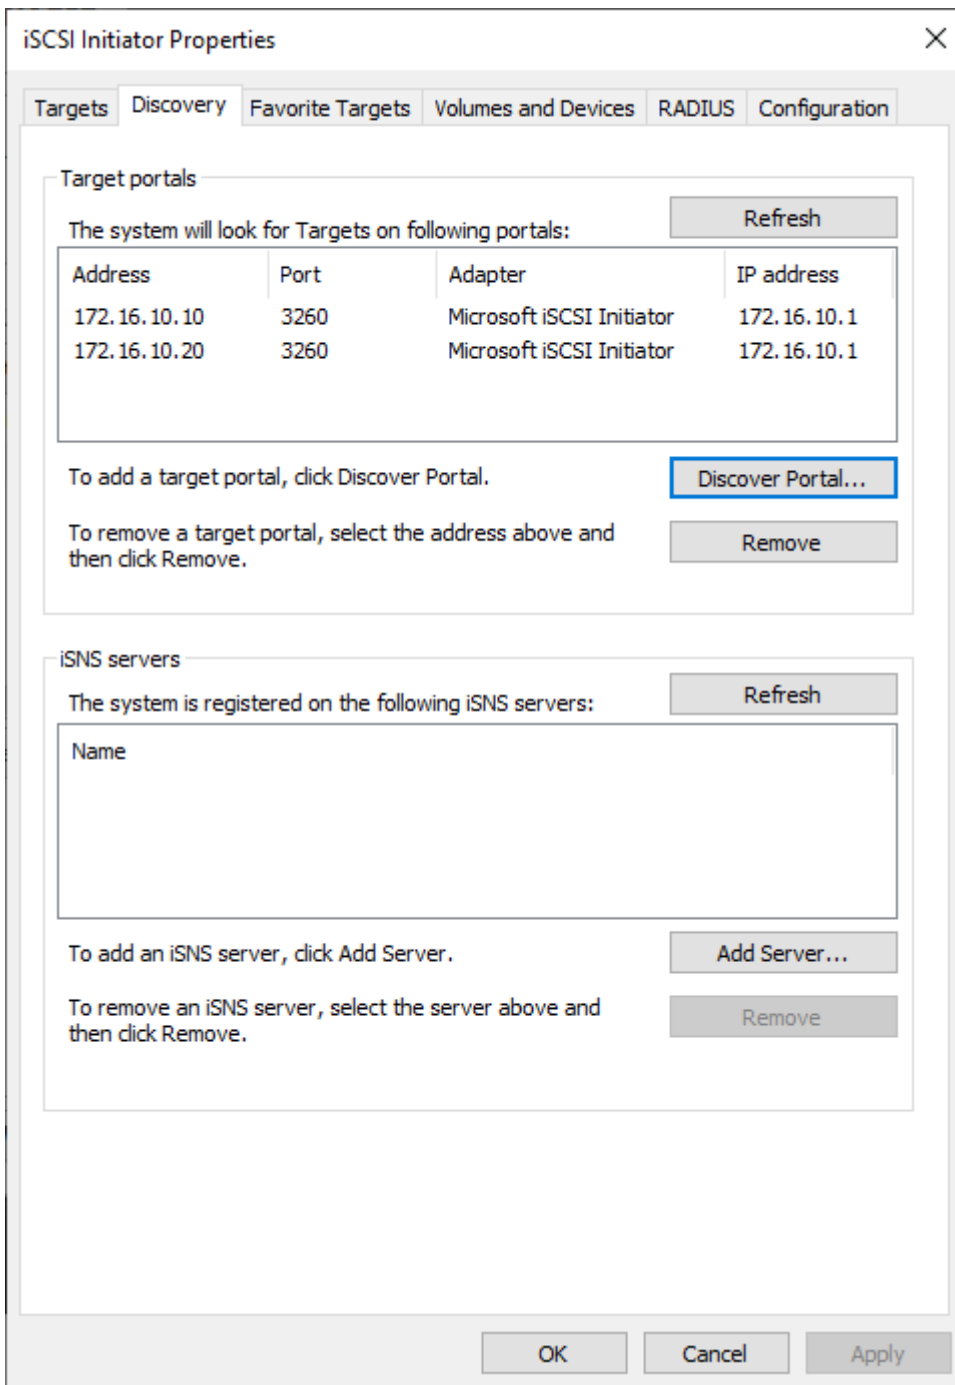 iSCSI Initiator Properties
Targets Discovery Favorite Targets Volumes and Devices RADIUS Configuration
Target portals
The system will look for Targets on following portals:
Refresh
Address Port Adapter IP address
172.16.10.10 3260 Microsoft iSCSI Initiator 172.16.10.1
172.16.10.20 3260 Microsoft iSCSI Initiator 172.16.10.1
To add a target portal, click Discover Portal.
Discover Portal...
To remove a target portal, select the address above and
then click Remove.
Remove
iSNS servers
The system is registered on the following iSNS servers:
Refresh
Name
To add an iSNS server, click Add Server.
Add Server...
To remove an iSNS server, select the server above and
then click Remove.
Remove
OK Cancel Apply